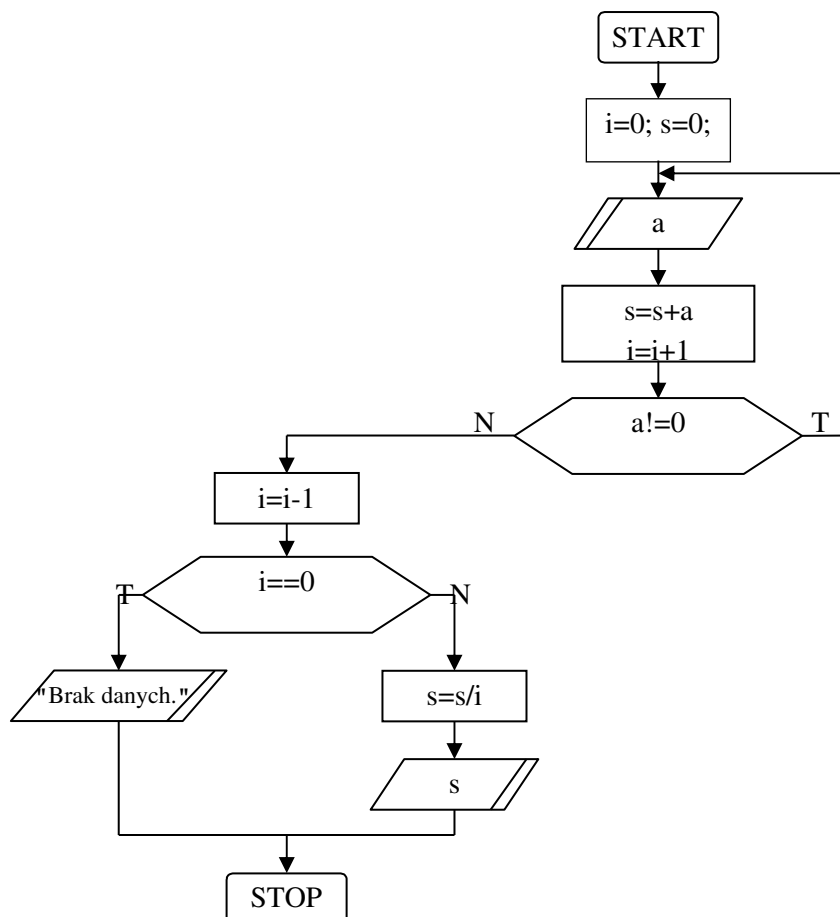 START
i=0; s=0;
a
s=s+a
i=i+1
a!=0
N
T
i=i-1
i==0
T
N
"Brak danych."
s=s/i
s
STOP